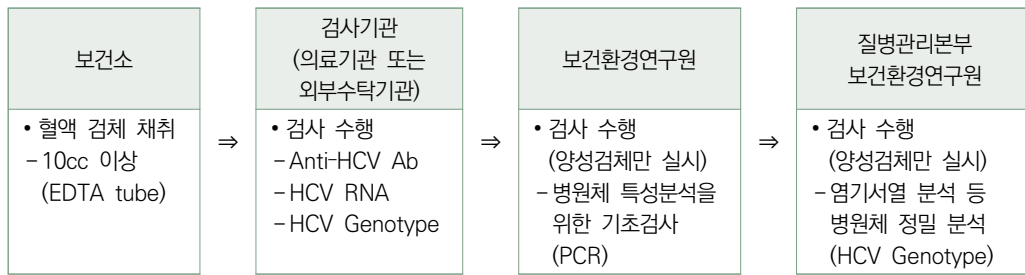 보건소
• 혈액 검체 채취
－10cc 이상
(EDTA tube)
⇒
검사기관
(의료기관 또는
외부수탁기관)
• 검사 수행
－Anti-HCV Ab
－HCV RNA
－HCV Genotype
⇒
보건환경연구원
• 검사 수행
(양성검체만 실시)
－병원체 특성분석을
위한 기초검사
(PCR)
⇒
질병관리본부
보건환경연구원
• 검사 수행
(양성검체만 실시)
－염기서열 분석 등
병원체 정밀 분석
(HCV Genotype)